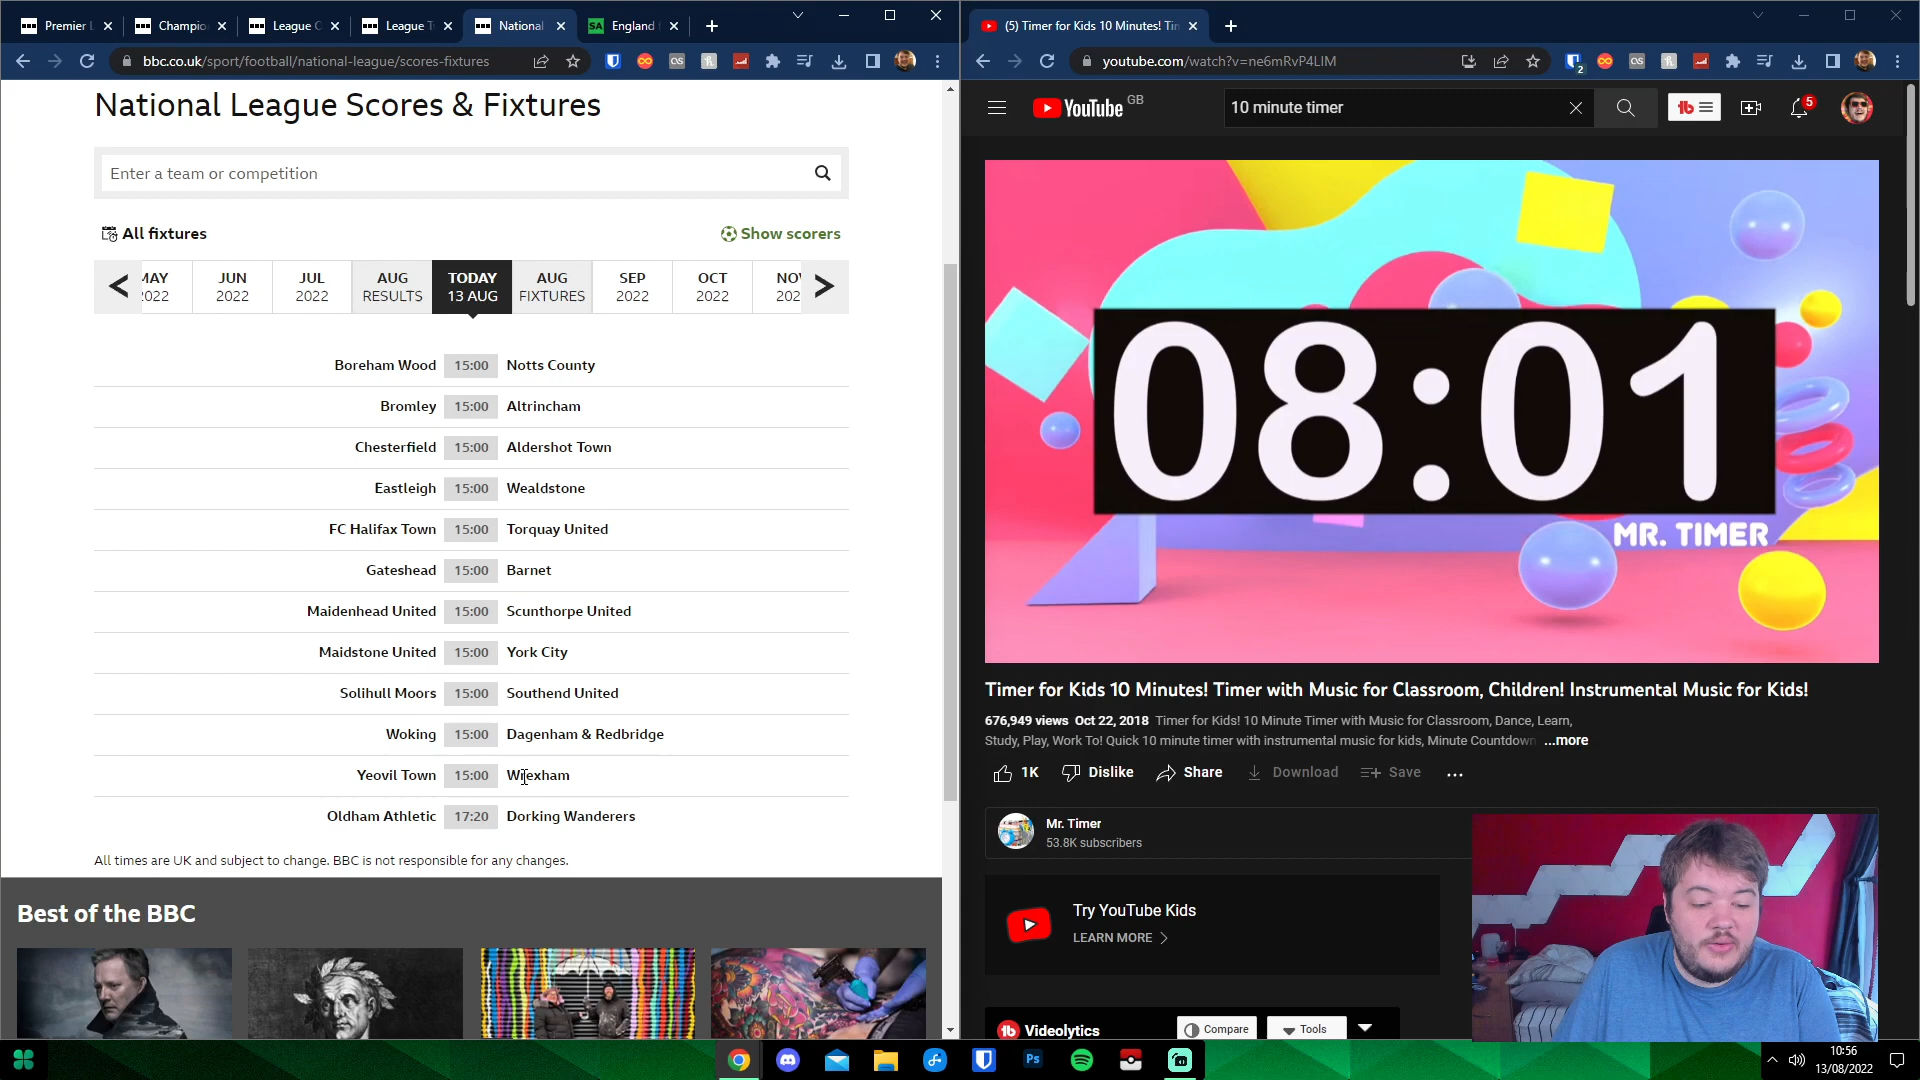 Premier L
Champio
League O
League T
National
England
bbc.co.uk/sport/football/national-league/scores-fixtures
National League Scores & Fixtures
Enter a team or competition
All fixtures
Show scorers
MAY 2022
JUN 2022
JUL 2022
AUG RESULTS
TODAY 13 AUG
AUG FIXTURES
SEP 2022
OCT 2022
NOV 202
Boreham Wood 15:00 Notts County
Bromley 15:00 Altrincham
Chesterfield 15:00 Aldershot Town
Eastleigh 15:00 Wealdstone
FC Halifax Town 15:00 Torquay United
Gateshead 15:00 Barnet
Maidenhead United 15:00 Scunthorpe United
Maidstone United 15:00 York City
Solihull Moors 15:00 Southend United
Woking 15:00 Dagenham & Redbridge
Yeovil Town 15:00 Wrexham
Oldham Athletic 17:20 Dorking Wanderers
All times are UK and subject to change. BBC is not responsible for any changes.
Best of the BBC
(5) Timer for Kids 10 Minutes! Tim
youtube.com/watch?v=ne6mRvP4LIM
2
YouTube GB
10 minute timer
5
08:01
MR. TIMER
Timer for Kids 10 Minutes! Timer with Music for Classroom, Children! Instrumental Music for Kids!
676,949 views Oct 22, 2018 Timer for Kids! 10 Minute Timer with Music for Classroom, Dance, Learn,
Study, Play, Work To! Quick 10 minute timer with instrumental music for kids, Minute Countdown ...more
1K
Dislike
Share
Download
Save
Mr. Timer
53.8K subscribers
Try YouTube Kids
LEARN MORE
Videolytics
Compare
Tools
Ps
10:56
13/08/2022